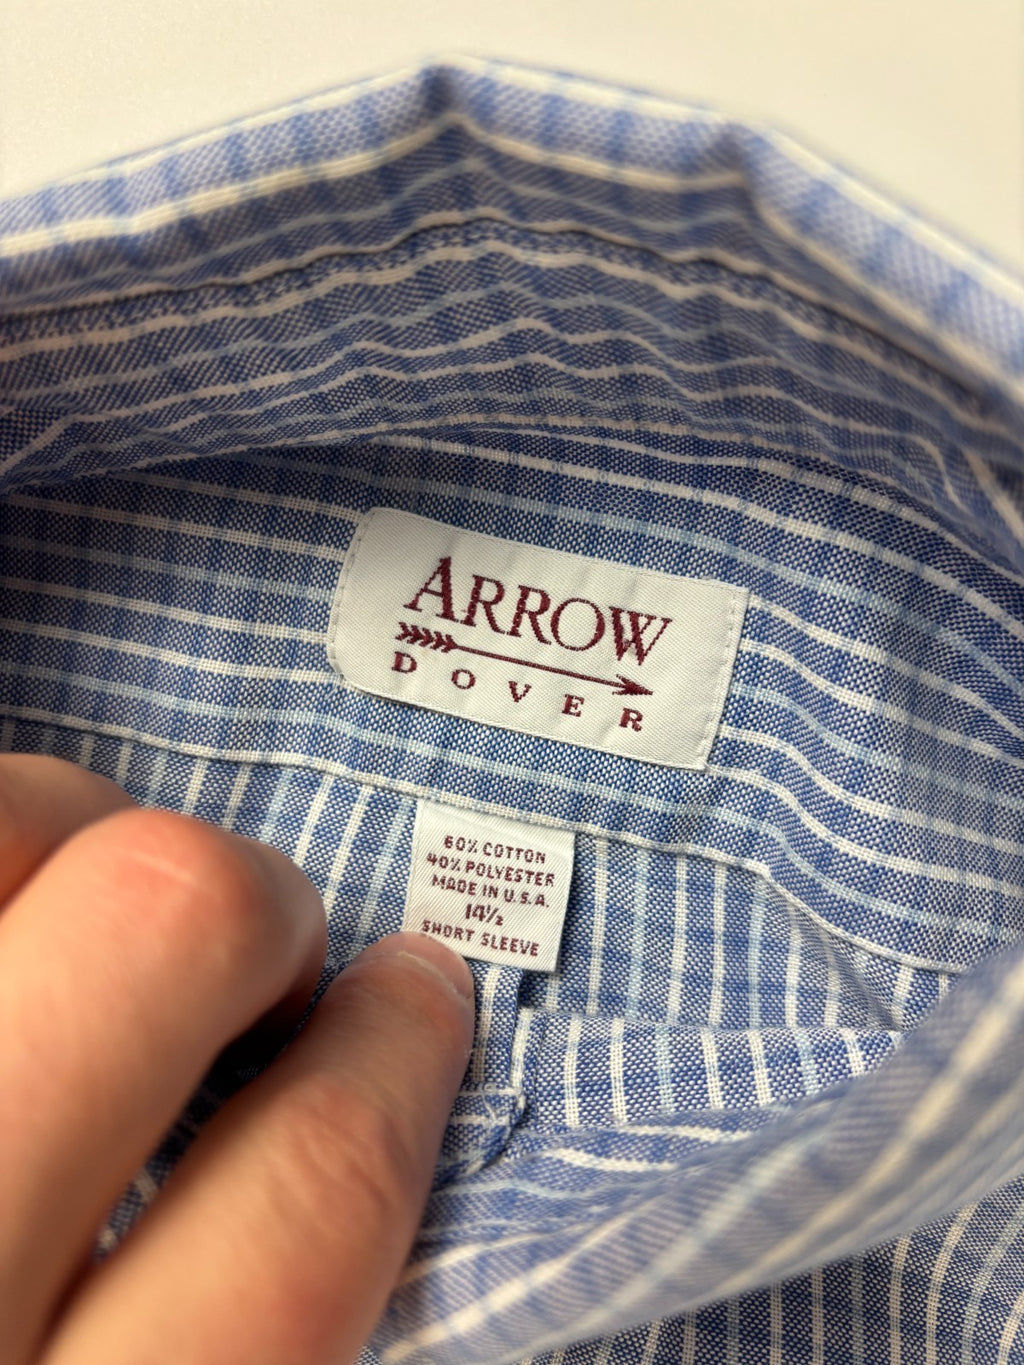 ARROW
DOVER
60% COTTON
40% POLYESTER
MADE IN U.S.A.
14½
SHORT SLEEVE